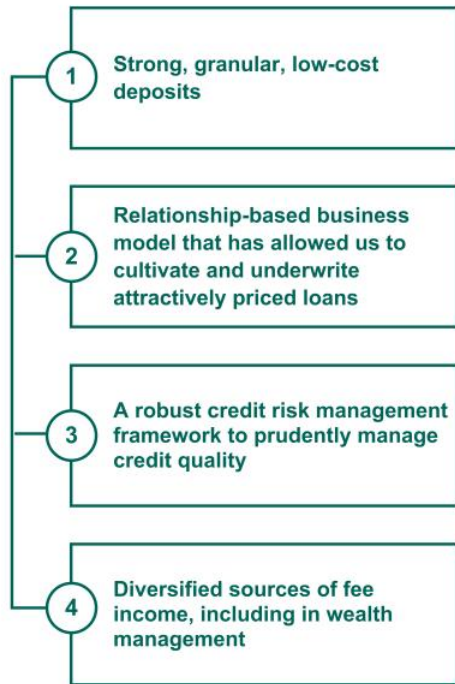 1
Strong, granular, low-cost
deposits
2
Relationship-based business
model that has allowed us to
cultivate and underwrite
attractively priced loans
3
A robust credit risk management
framework to prudently manage
credit quality
4
Diversified sources of fee
income, including in wealth
management